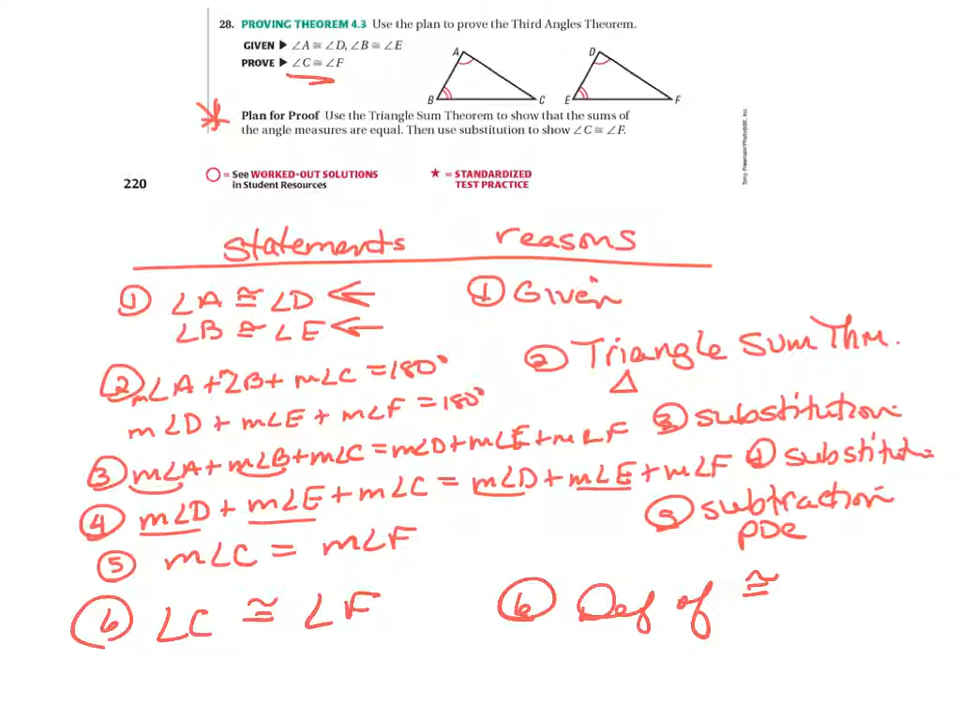 28. PROVING THEOREM 4.3 Use the plan to prove the Third Angles Theorem.
GIVEN ▶ ∠A ≅ ∠D, ∠B ≅ ∠E
PROVE ▶ ∠C ≅ ∠F
A
B
C
D
E
F
Plan for Proof Use the Triangle Sum Theorem to show that the sums of
the angle measures are equal. Then use substitution to show ∠C ≅ ∠F.
220
= See WORKED-OUT SOLUTIONS
in Student Resources
★ = STANDARDIZED
TEST PRACTICE
statements reasons
① ∠A ≅ ∠D ← ① Given
∠B ≅ ∠E ←
② m∠A + ∠B + m∠C = 180° ② Triangle Sum Thm.
△
m∠D + m∠E + m∠F = 180°
③ m∠A + m∠B + m∠C = m∠D + m∠E + m∠F ③ substitution
④ m∠D + m∠E + m∠C = m∠D + m∠E + m∠F ④ substitutio
⑤ m∠C = m∠F ⑤ subtraction
POE
⑥ ∠C ≅ ∠F ⑥ Def of ≅